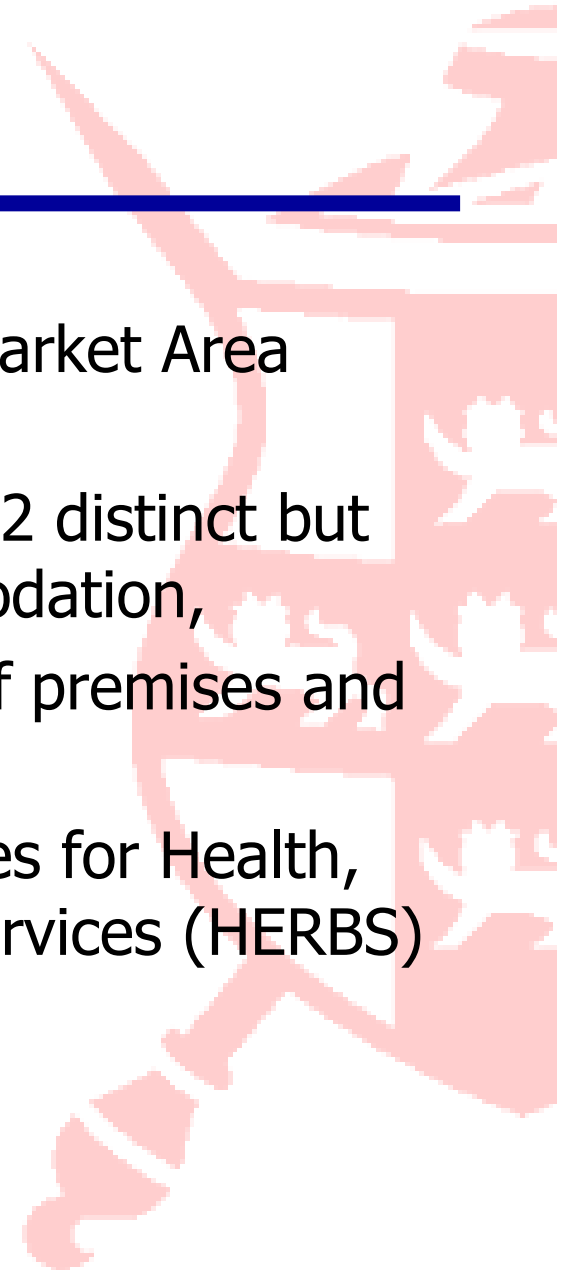 arket Area
2 distinct but
odation,
f premises and
es for Health,
rvices (HERBS)